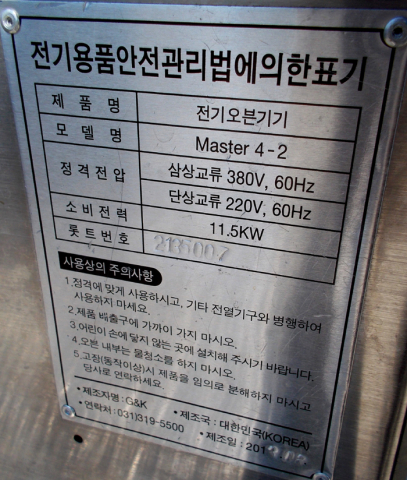 전기용품안전관리법에의한표기
제품명 전기오븐기기
모델명 Master 4-2
정격전압 삼상교류 380V, 60Hz
단상교류 220V, 60Hz
소비전력 11.5KW
롯트번호 2135007
사용상의 주의사항
1.정격에 맞게 사용하시고, 기타 전열기구와 병행하여
사용하지 마세요.
2.제품 배출구에 가까이 가지 마시오.
3.어린이 손에 닿지 않는 곳에 설치해 주시기 바랍니다.
4.오븐 내부는 물청소를 하지 마시오.
5.고장(동작이상)시 제품을 임의로 분해하지 마시고
당사로 연락하세요.
• 제조자명 : G&K • 제조국 : 대한민국(KOREA)
• 연락처 : 031)319-5500 • 제조일 : 201